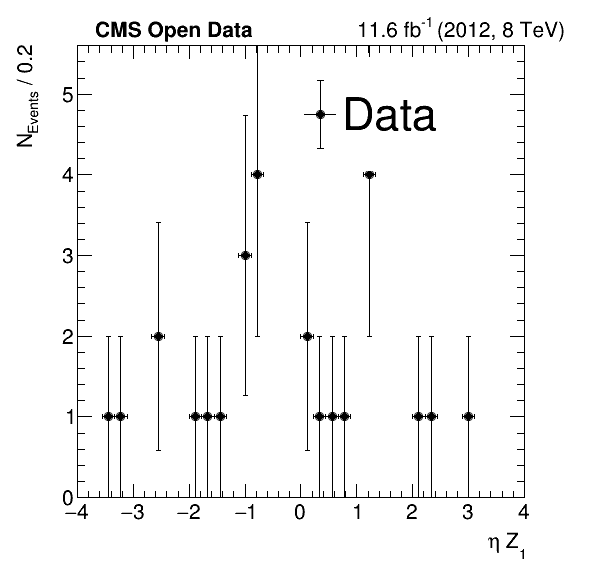 CMS Open Data 11.6 fb⁻¹ (2012, 8 TeV)
N_Events / 0.2
Data
5
4
3
2
1
0
−4 −3 −2 −1 0 1 2 3 4
η Z₁